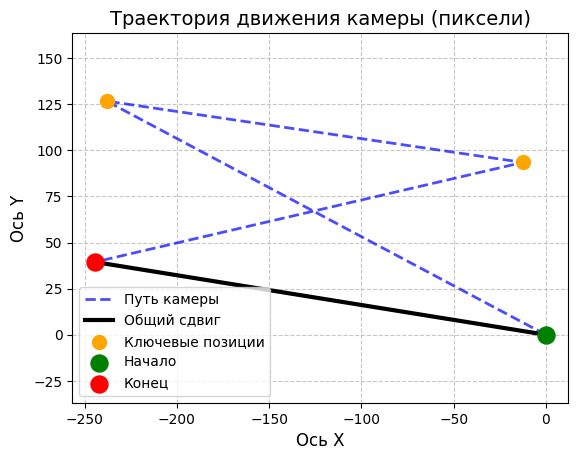 Траектория движения камеры (пиксели)
Ось Y
150
125
100
75
50
25
0
−25
Путь камеры
Общий сдвиг
Ключевые позиции
Начало
Конец
−250 −200 −150 −100 −50 0
Ось X